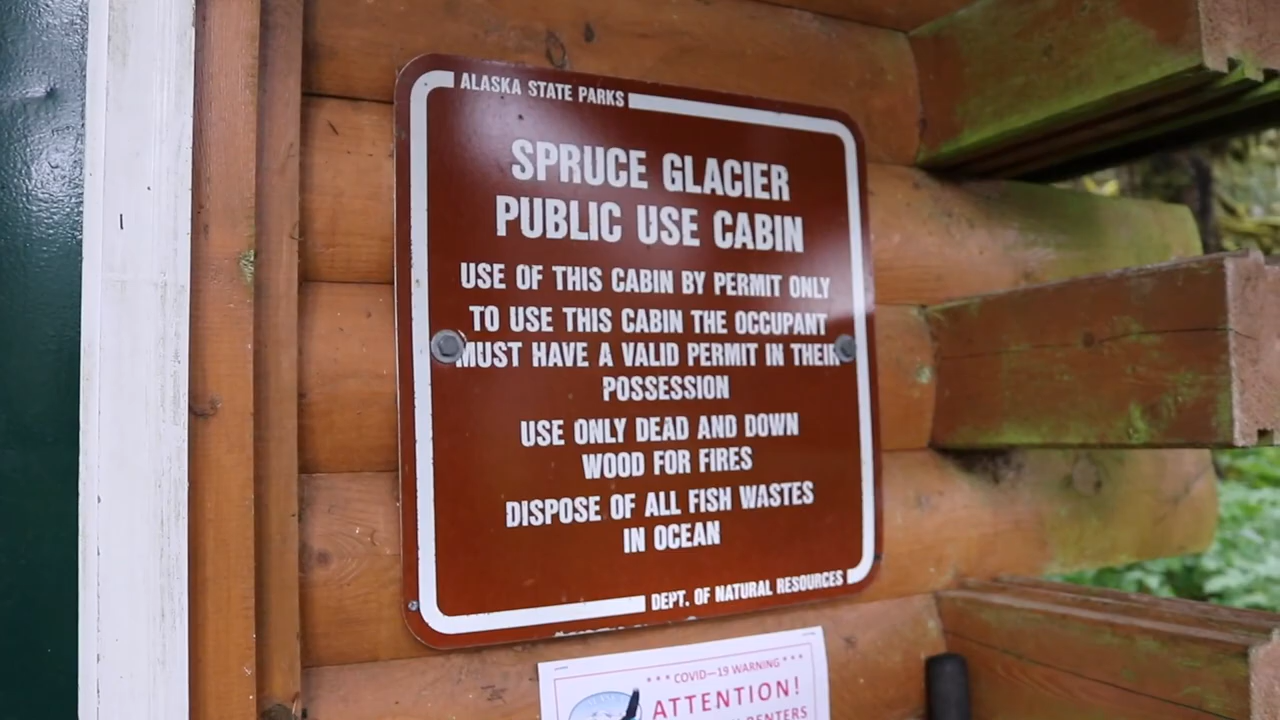 ALASKA STATE PARKS
SPRUCE GLACIER
PUBLIC USE CABIN
USE OF THIS CABIN BY PERMIT ONLY
TO USE THIS CABIN THE OCCUPANT
MUST HAVE A VALID PERMIT IN THEIR
POSSESSION
USE ONLY DEAD AND DOWN
WOOD FOR FIRES
DISPOSE OF ALL FISH WASTES
IN OCEAN
DEPT. OF NATURAL RESOURCES
***COVID—19 WARNING***
ATTENTION!
RENTERS